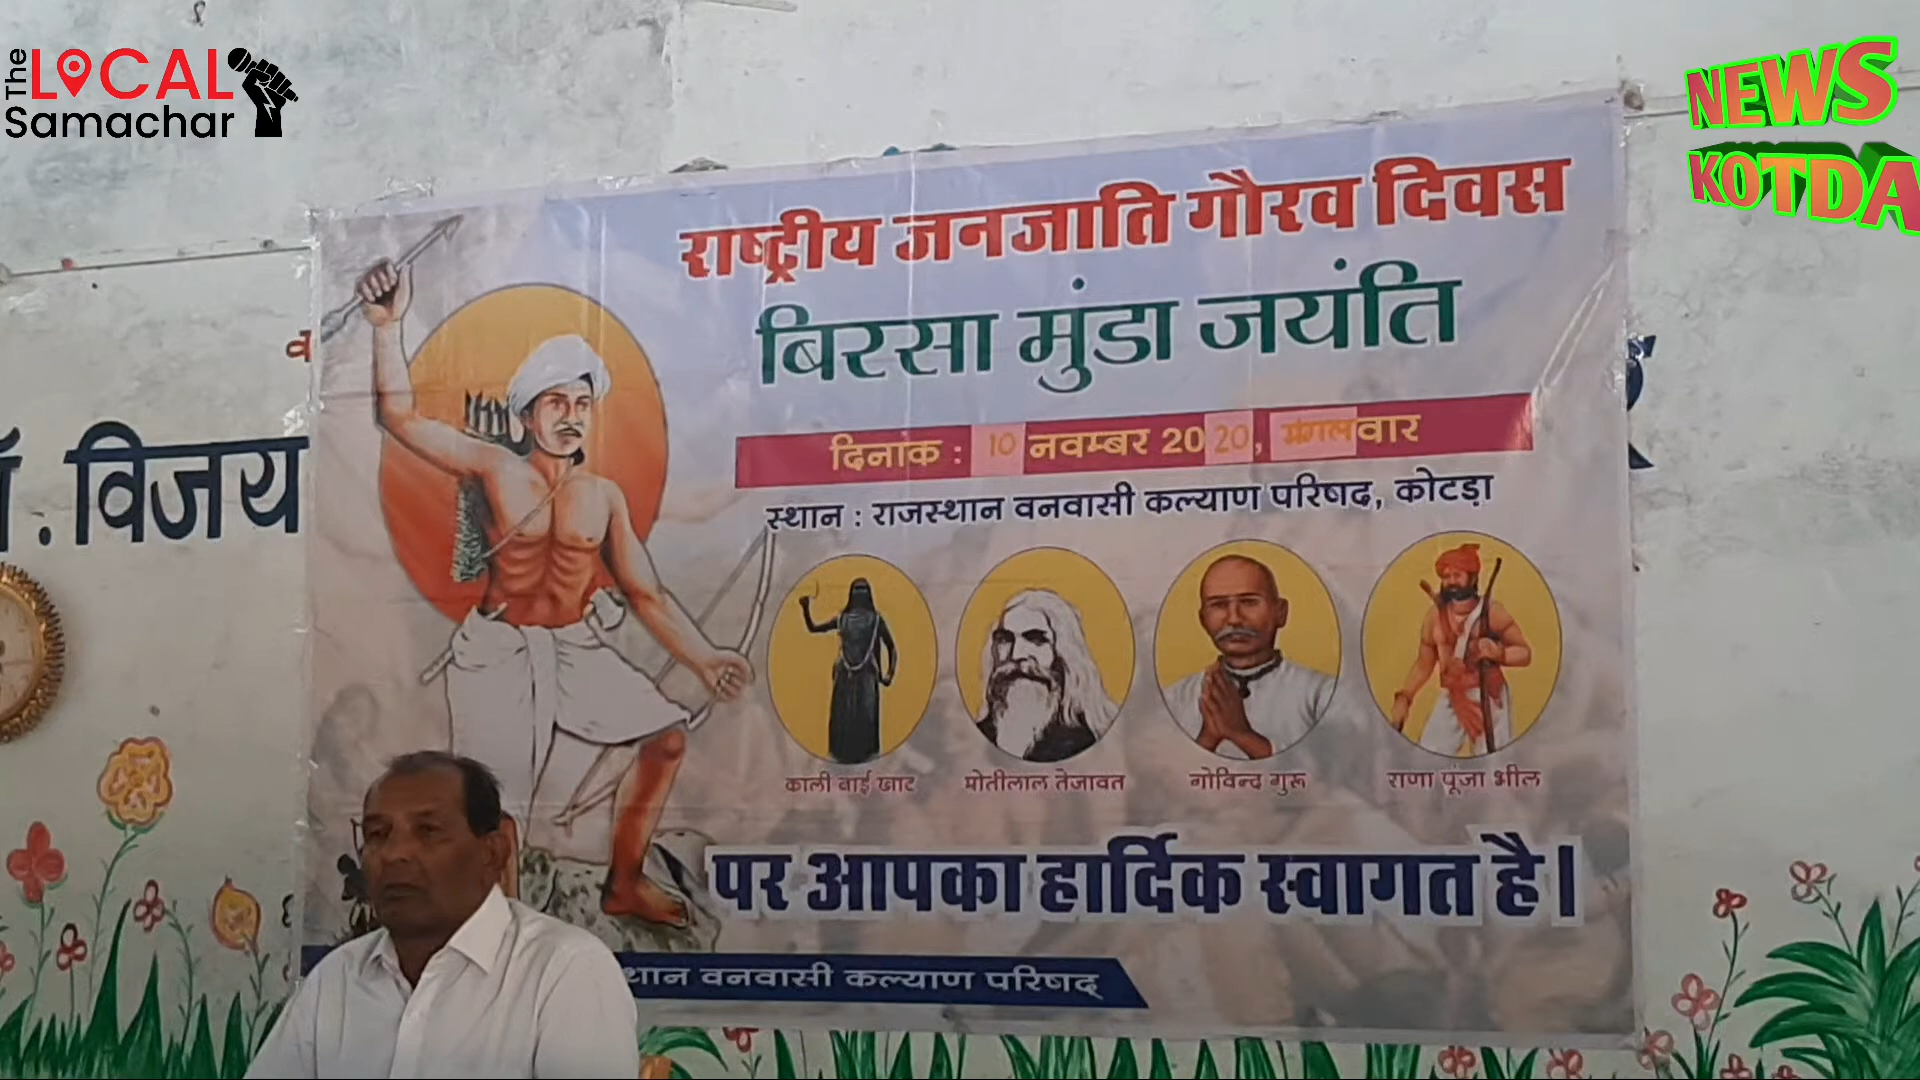 The LOCAL
Samachar
NEWS
KOTDA
राष्ट्रीय जनजाति गौरव दिवस
बिरसा मुंडा जयंति
दिनांक : 10 नवम्बर 2020, मंगलवार
स्थान : राजस्थान वनवासी कल्याण परिषद, कोटड़ा
. विजय
काली बाई खाट
मोतीलाल तेजावत
गोविन्द गुरू
राणा पूंजा भील
पर आपका हार्दिक स्वागत है।
वनवासी कल्याण परिषद्